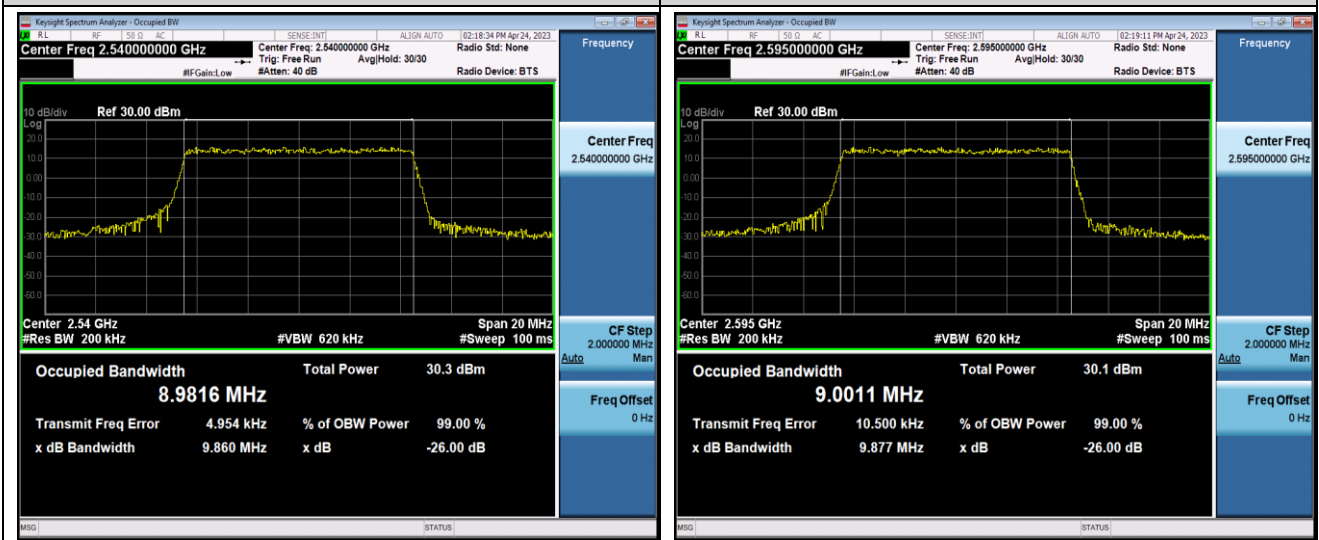 Keysight Spectrum Analyzer - Occupied BW
RL RF 50 Ω AC SENSE:INT ALIGN AUTO 02:18:34 PM Apr 24, 2023
Center Freq 2.540000000 GHz
Center Freq: 2.540000000 GHz Radio Std: None
Trig: Free Run Avg|Hold: 30/30
#IFGain:Low #Atten: 40 dB Radio Device: BTS
10 dB/div Ref 30.00 dBm
Log
20.0
10.0
0.00
-10.0
-20.0
-30.0
-40.0
-50.0
-60.0
Center 2.54 GHz Span 20 MHz
#Res BW 200 kHz #VBW 620 kHz #Sweep 100 ms
Occupied Bandwidth Total Power 30.3 dBm
8.9816 MHz
Transmit Freq Error 4.954 kHz % of OBW Power 99.00 %
x dB Bandwidth 9.860 MHz x dB -26.00 dB
MSG STATUS
Frequency
Center Freq
2.540000000 GHz
CF Step
2.000000 MHz
Auto Man
Freq Offset
0 Hz
Keysight Spectrum Analyzer - Occupied BW
RL RF 50 Ω AC SENSE:INT ALIGN AUTO 02:19:11 PM Apr 24, 2023
Center Freq 2.595000000 GHz
Center Freq: 2.595000000 GHz Radio Std: None
Trig: Free Run Avg|Hold: 30/30
#IFGain:Low #Atten: 40 dB Radio Device: BTS
10 dB/div Ref 30.00 dBm
Log
20.0
10.0
0.00
-10.0
-20.0
-30.0
-40.0
-50.0
-60.0
Center 2.595 GHz Span 20 MHz
#Res BW 200 kHz #VBW 620 kHz #Sweep 100 ms
Occupied Bandwidth Total Power 30.1 dBm
9.0011 MHz
Transmit Freq Error 10.500 kHz % of OBW Power 99.00 %
x dB Bandwidth 9.877 MHz x dB -26.00 dB
MSG STATUS
Frequency
Center Freq
2.595000000 GHz
CF Step
2.000000 MHz
Auto Man
Freq Offset
0 Hz